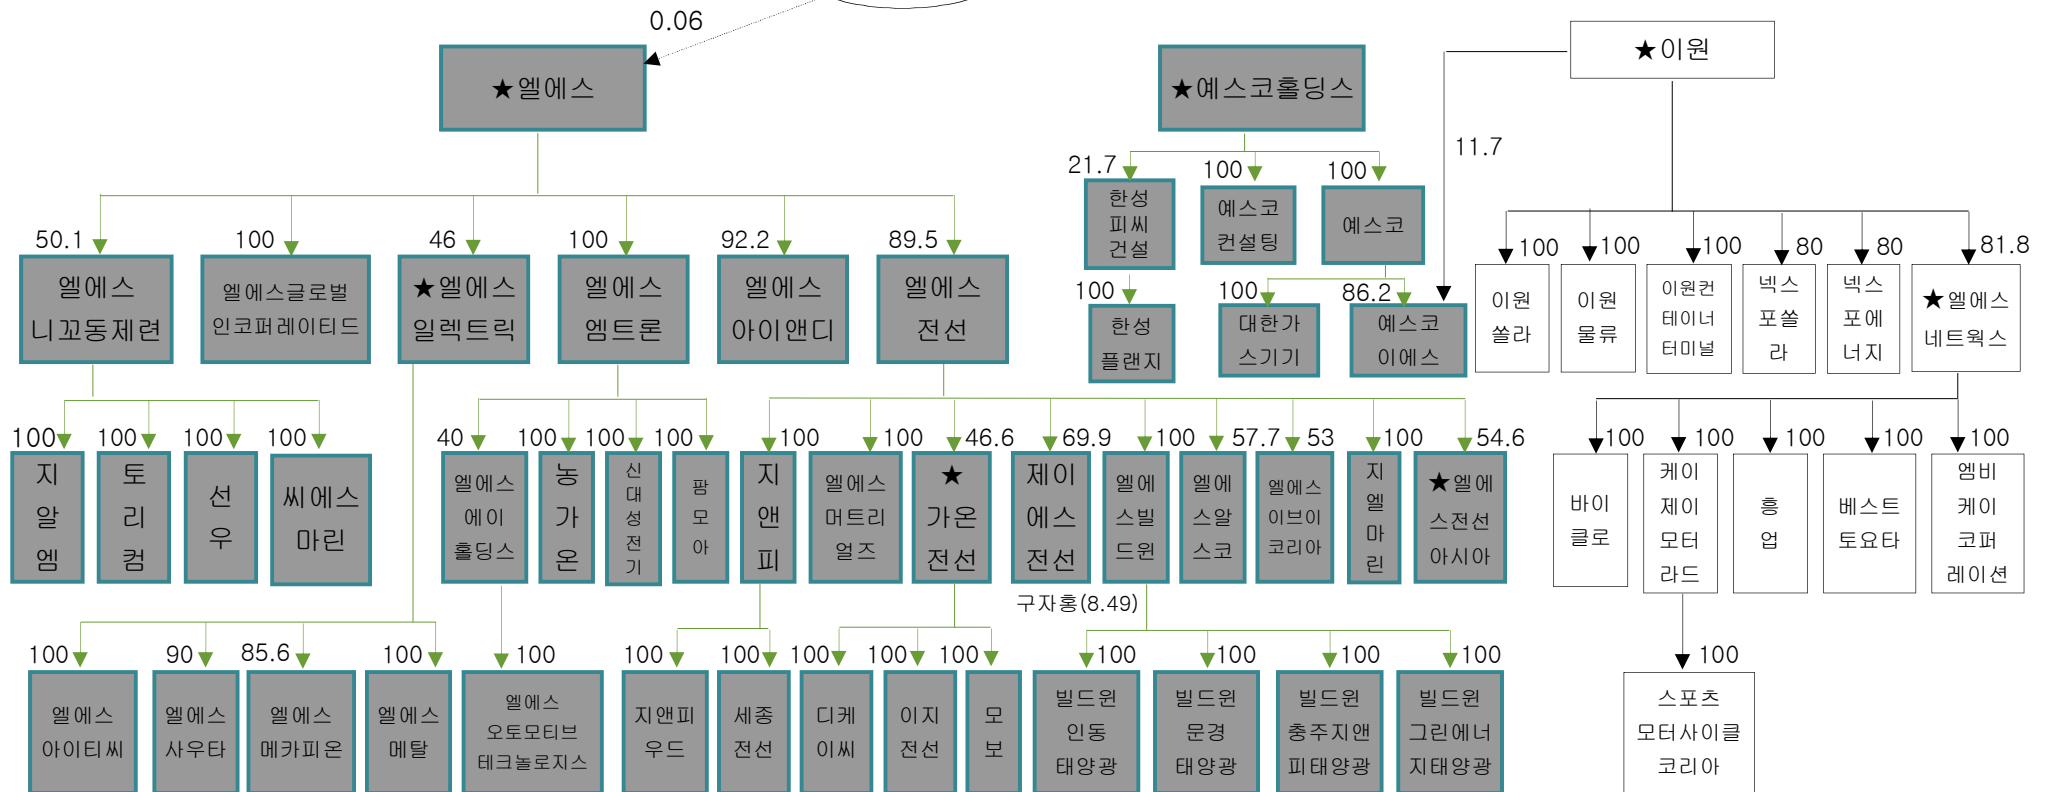 0.06
★엘에스
★예스코홀딩스
★이원
11.7
21.7
100
100
한성
피씨
건설
예스코
컨설팅
예스코
50.1
100
46
100
92.2
89.5
엘에스
니꼬동제련
엘에스글로벌
인코퍼레이티드
★엘에스
일렉트릭
엘에스
엠트론
엘에스
아이앤디
엘에스
전선
100
100
86.2
한성
플랜지
대한가
스기기
예스코
이에스
100
100
100
80
80
81.8
이원
쏠라
이원
물류
이원컨
테이너
터미널
넥스
포쏠
라
넥스
포에
너지
★엘에스
네트웍스
100
100
100
100
지
알
엠
토
리
컴
선
우
씨에스
마린
40
100
100
100
엘에스
에이
홀딩스
농
가
온
신
대
성
전
기
팜
모
아
100
100
46.6
69.9
100
57.7
53
100
54.6
지
앤
피
엘에스
머트리
얼즈
★
가온
전선
제이
에스
전선
엘에
스빌
드윈
엘에
스알
스코
엘에스
이브이
코리아
지
엘
마
린
★엘에
스전선
아시아
100
100
100
100
100
바이
클로
케이
제이
모터
라드
흥
업
베스트
토요타
엠비
케이
코퍼
레이션
구자홍(8.49)
100
90
85.6
100
100
엘에스
아이티씨
엘에스
사우타
엘에스
메카피온
엘에스
메탈
엘에스
오토모티브
테크놀로지스
100
100
100
100
100
지앤피
우드
세종
전선
디케
이씨
이지
전선
모
보
100
100
100
100
빌드윈
인동
태양광
빌드윈
문경
태양광
빌드윈
충주지앤
피태양광
빌드윈
그린에너
지태양광
100
스포츠
모터사이클
코리아